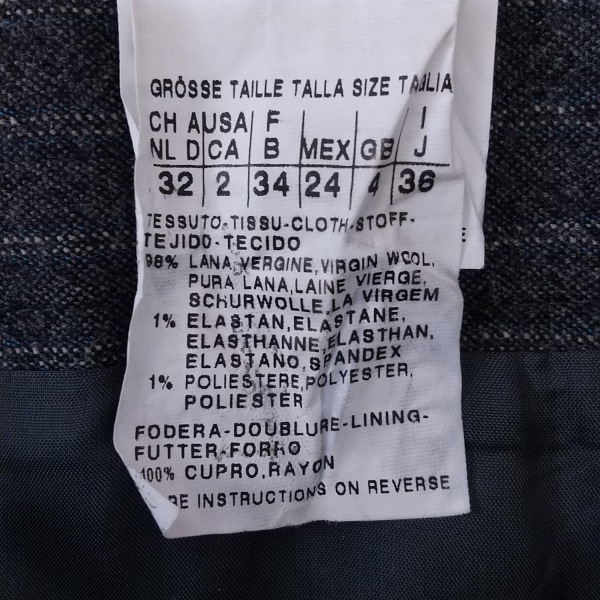 GRÖSSE TAILLE TALLA SIZE TAGLIA
CH A USA F I
NL D CA B MEX GB J
32 2 34 24 4 36
TESSUTO-TISSU-CLOTH-STOFF-
TEJIDO-TECIDO
98% LANA VERGINE, VIRGIN WOOL,
PURA LANA, LAINE VIERGE,
SCHURWOLLE, LA VIRGEM
1% ELASTAN, ELASTANE,
ELASTHANNE, ELASTHAN,
ELASTANO, SPANDEX
1% POLIESTERE, POLYESTER,
POLIESTER
FODERA-DOUBLURE-LINING-
FUTTER-FORRO
100% CUPRO, RAYON
RE INSTRUCTIONS ON REVERSE
E